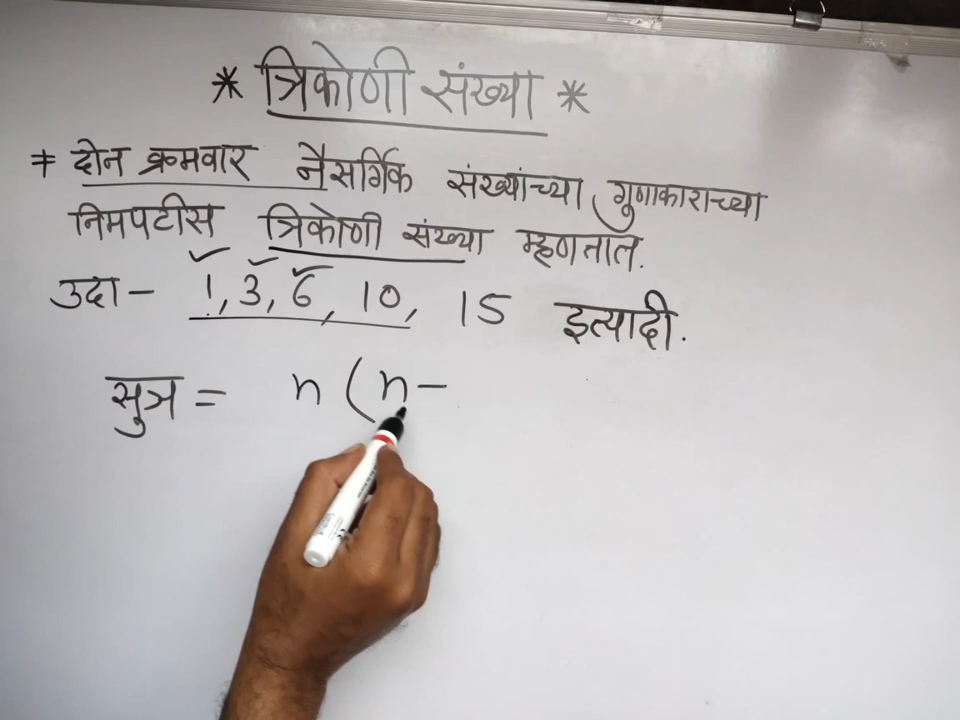 * त्रिकोणी संख्या *
≠ दोन क्रमवार नैसर्गिक संख्यांच्या गुणाकाराच्या
निमपटीस त्रिकोणी संख्या म्हणतात.
उदा - 1, 3, 6, 10, 15 इत्यादी.
सुत्र = n (n -